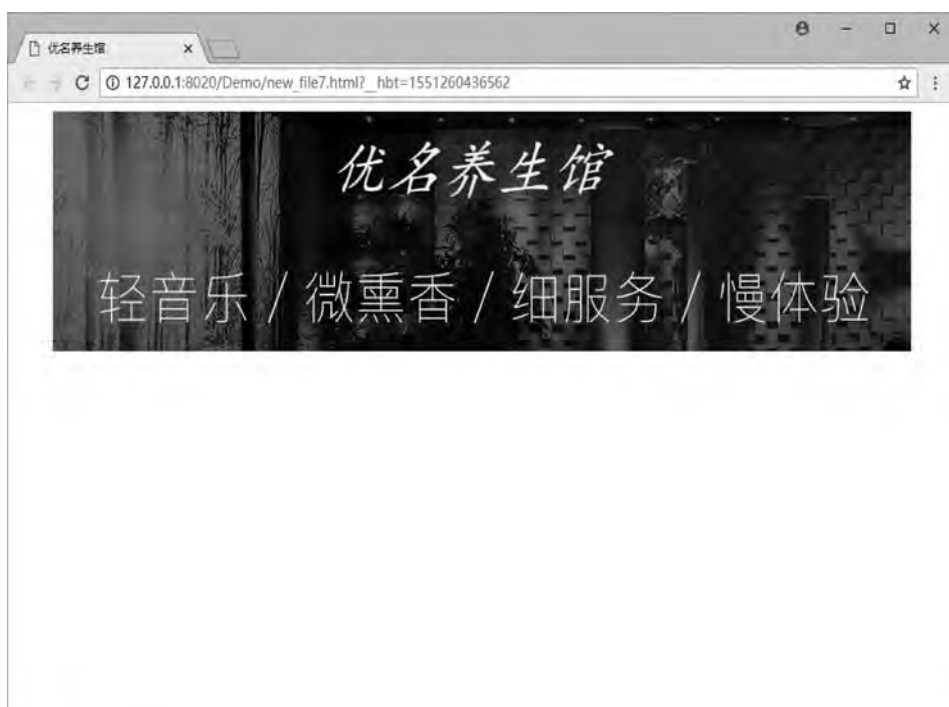 优名养生馆
127.0.0.1:8020/Demo/new_file7.html?__hbt=1551260436562
优名养生馆
轻音乐 / 微熏香 / 细服务 / 慢体验